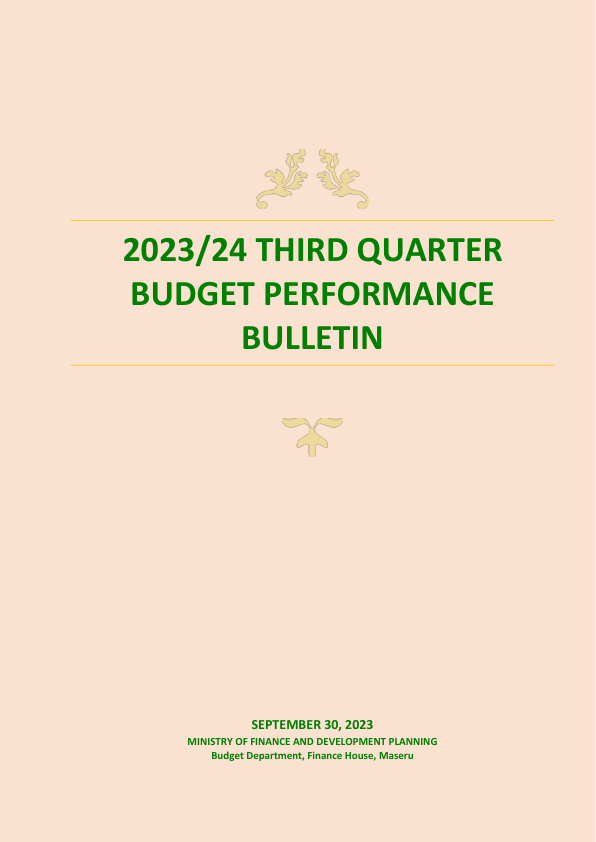 2023/24 THIRD QUARTER
BUDGET PERFORMANCE
BULLETIN
SEPTEMBER 30, 2023
MINISTRY OF FINANCE AND DEVELOPMENT PLANNING
Budget Department, Finance House, Maseru